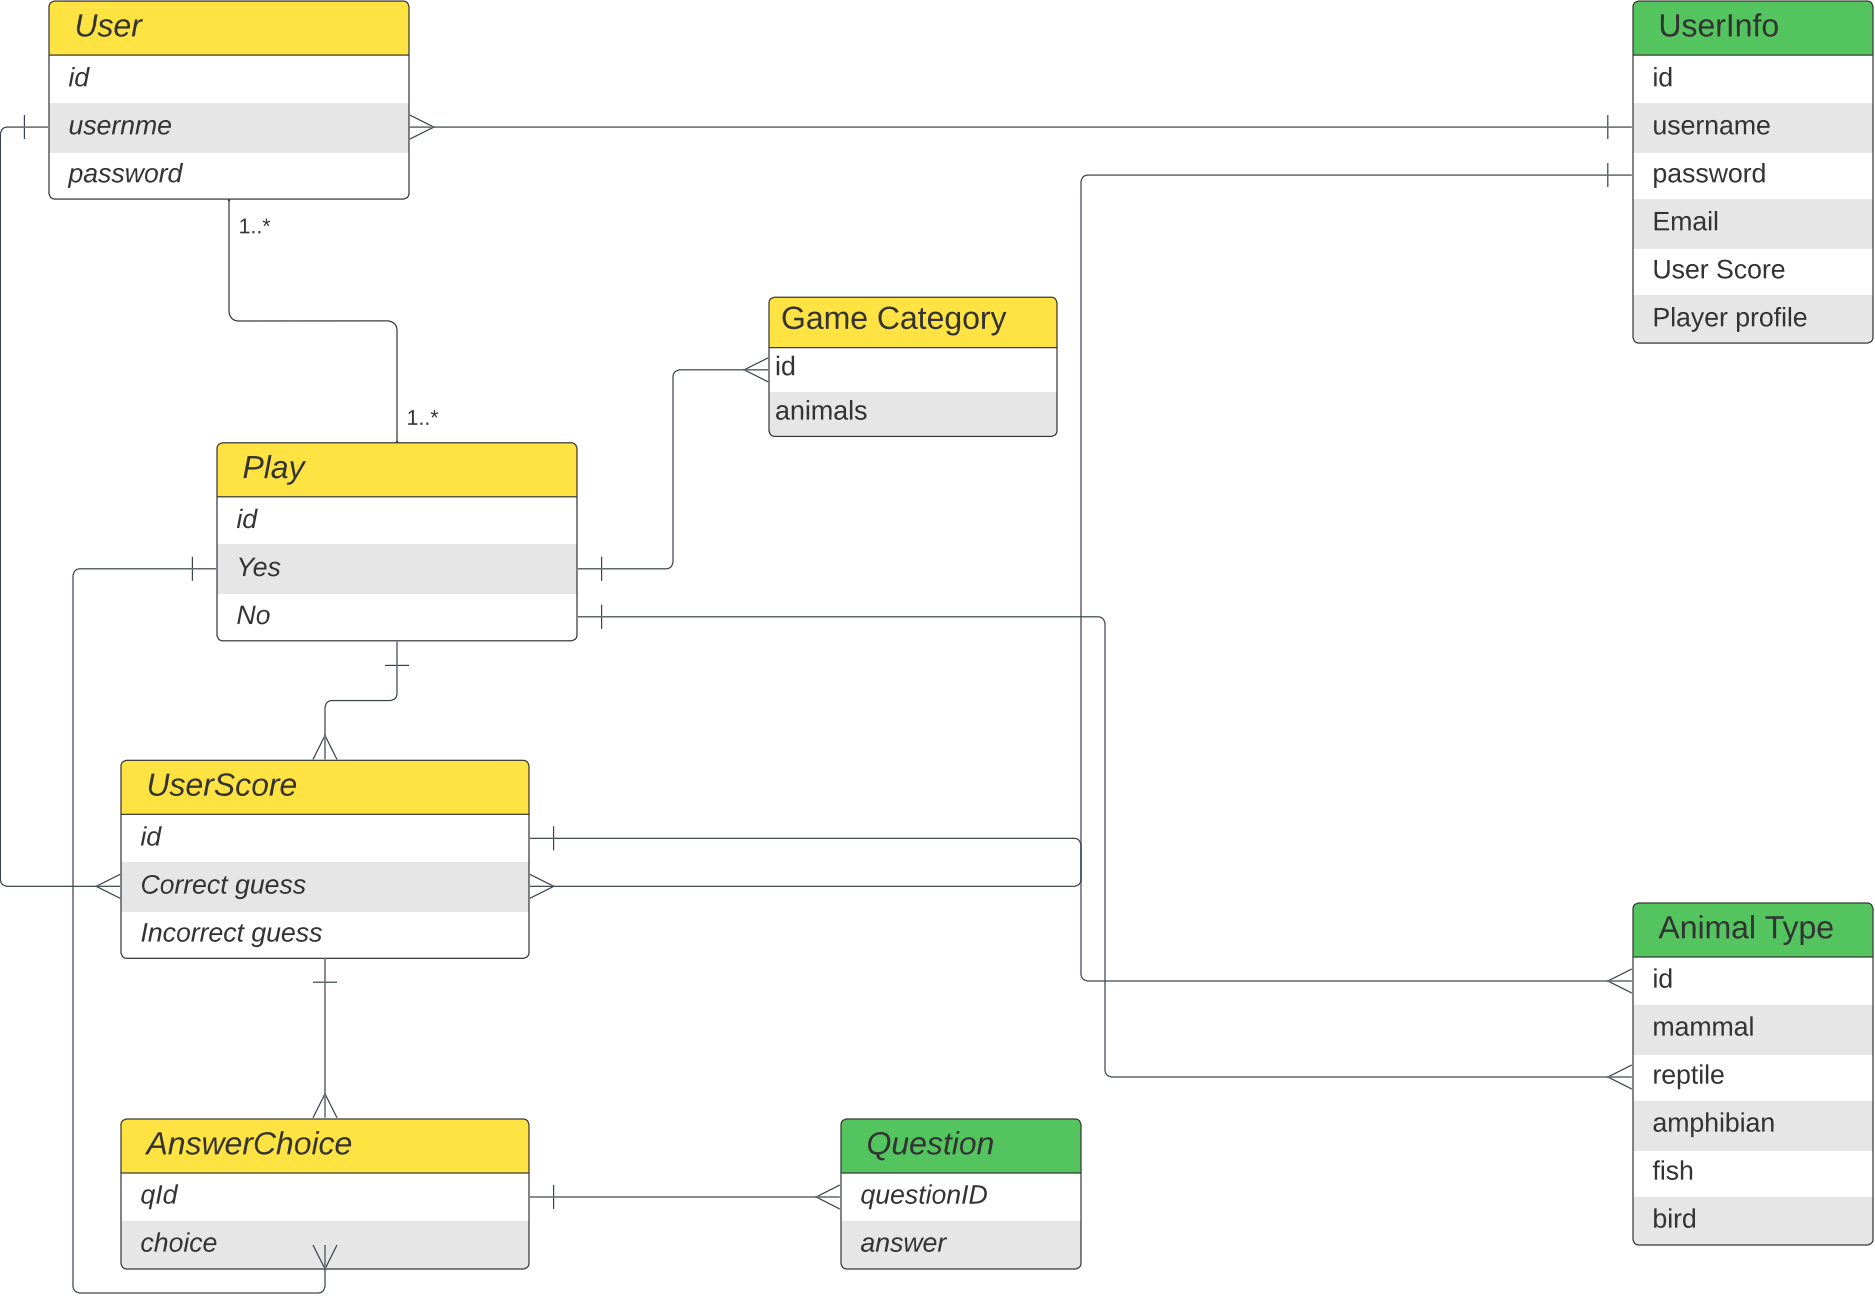 User
id
usernme
password
1..*
1..*
UserInfo
id
username
password
Email
User Score
Player profile
Game Category
id
animals
Play
id
Yes
No
UserScore
id
Correct guess
Incorrect guess
Animal Type
id
mammal
reptile
amphibian
fish
bird
AnswerChoice
qId
choice
Question
questionID
answer